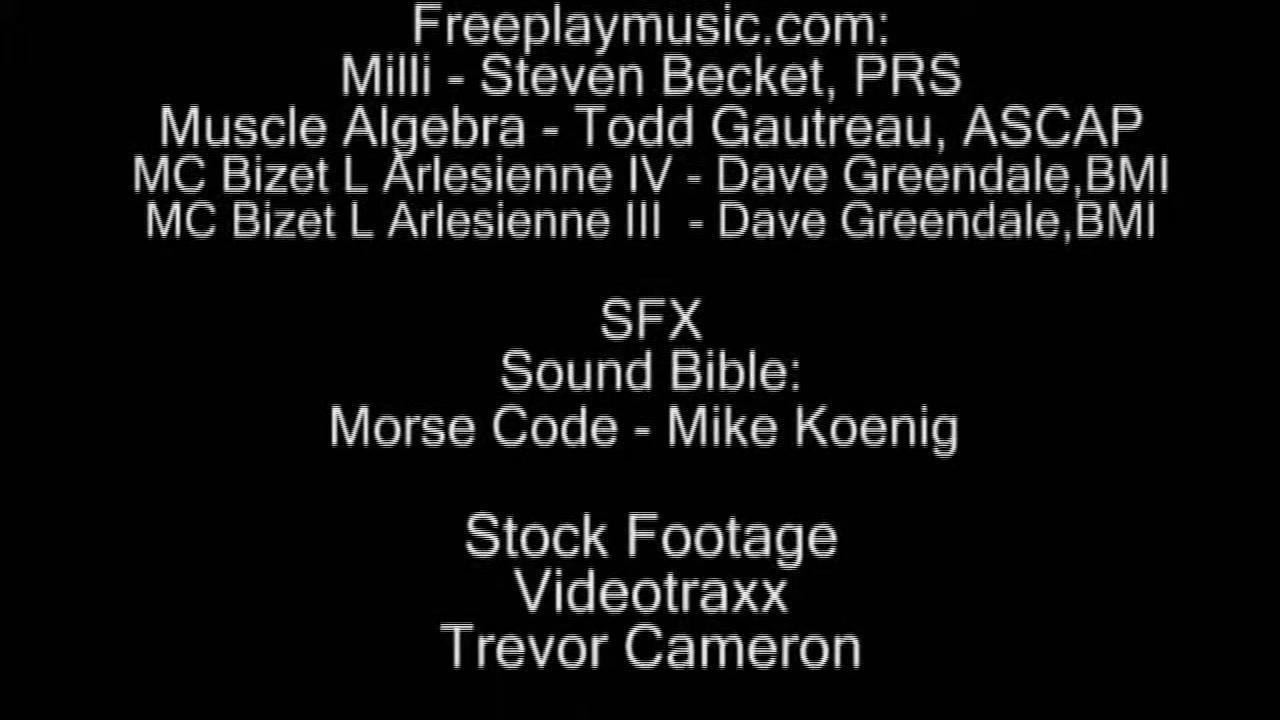 Freeplaymusic.com:
Milli - Steven Becket, PRS
Muscle Algebra - Todd Gautreau, ASCAP
MC Bizet L Arlesienne IV - Dave Greendale,BMI
MC Bizet L Arlesienne III - Dave Greendale,BMI
SFX
Sound Bible:
Morse Code - Mike Koenig
Stock Footage
Videotraxx
Trevor Cameron